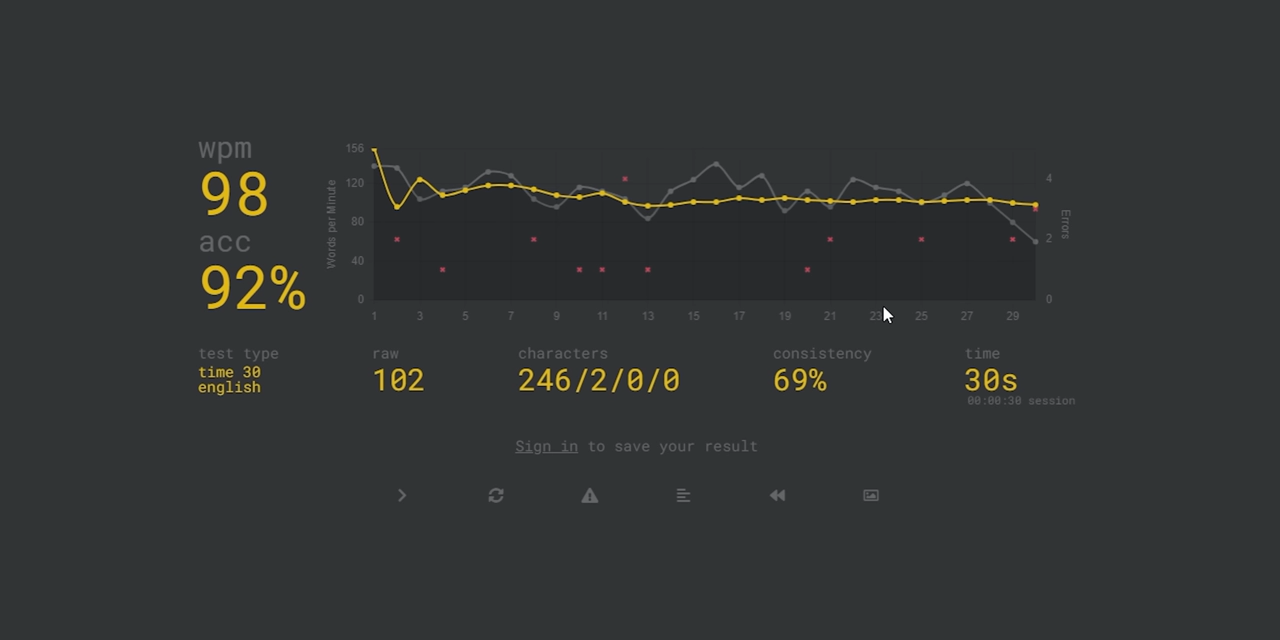 wpm
98
acc
92%
Words per Minute
156
120
80
40
0
4
2
0
Errors
1 3 5 7 9 11 13 15 17 19 21 23 25 27 29
test type
time 30
english
raw
102
characters
246/2/0/0
consistency
69%
time
30s
00:00:30 session
Sign in to save your result